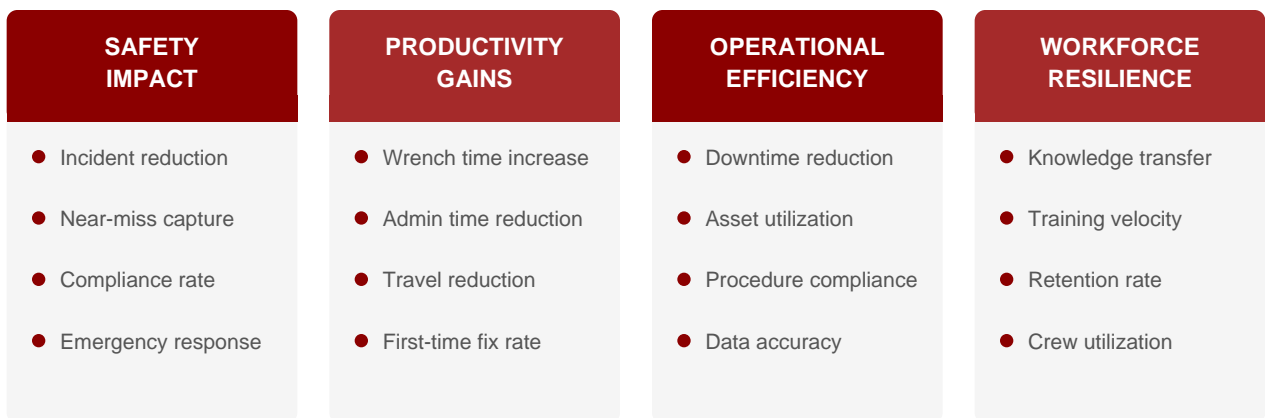 SAFETY
IMPACT
Incident reduction
Near-miss capture
Compliance rate
Emergency response
PRODUCTIVITY
GAINS
Wrench time increase
Admin time reduction
Travel reduction
First-time fix rate
OPERATIONAL
EFFICIENCY
Downtime reduction
Asset utilization
Procedure compliance
Data accuracy
WORKFORCE
RESILIENCE
Knowledge transfer
Training velocity
Retention rate
Crew utilization